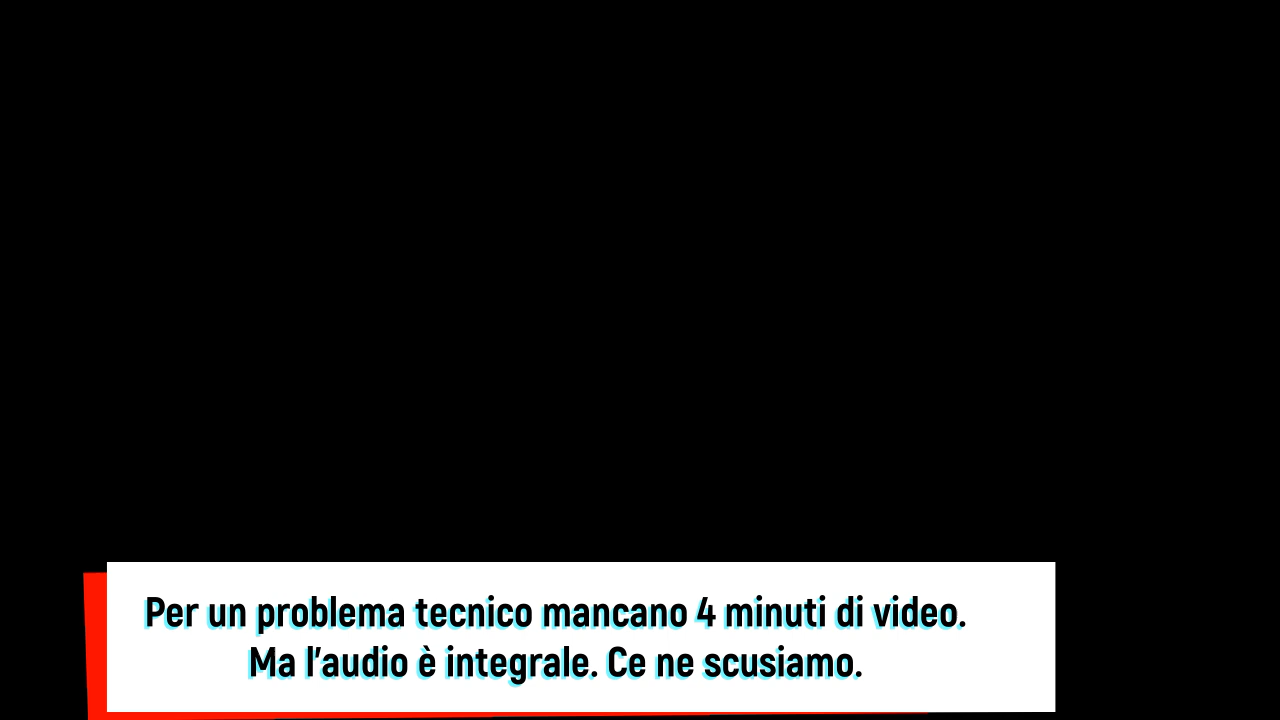 Per un problema tecnico mancano 4 minuti di video.
Ma l'audio è integrale. Ce ne scusiamo.